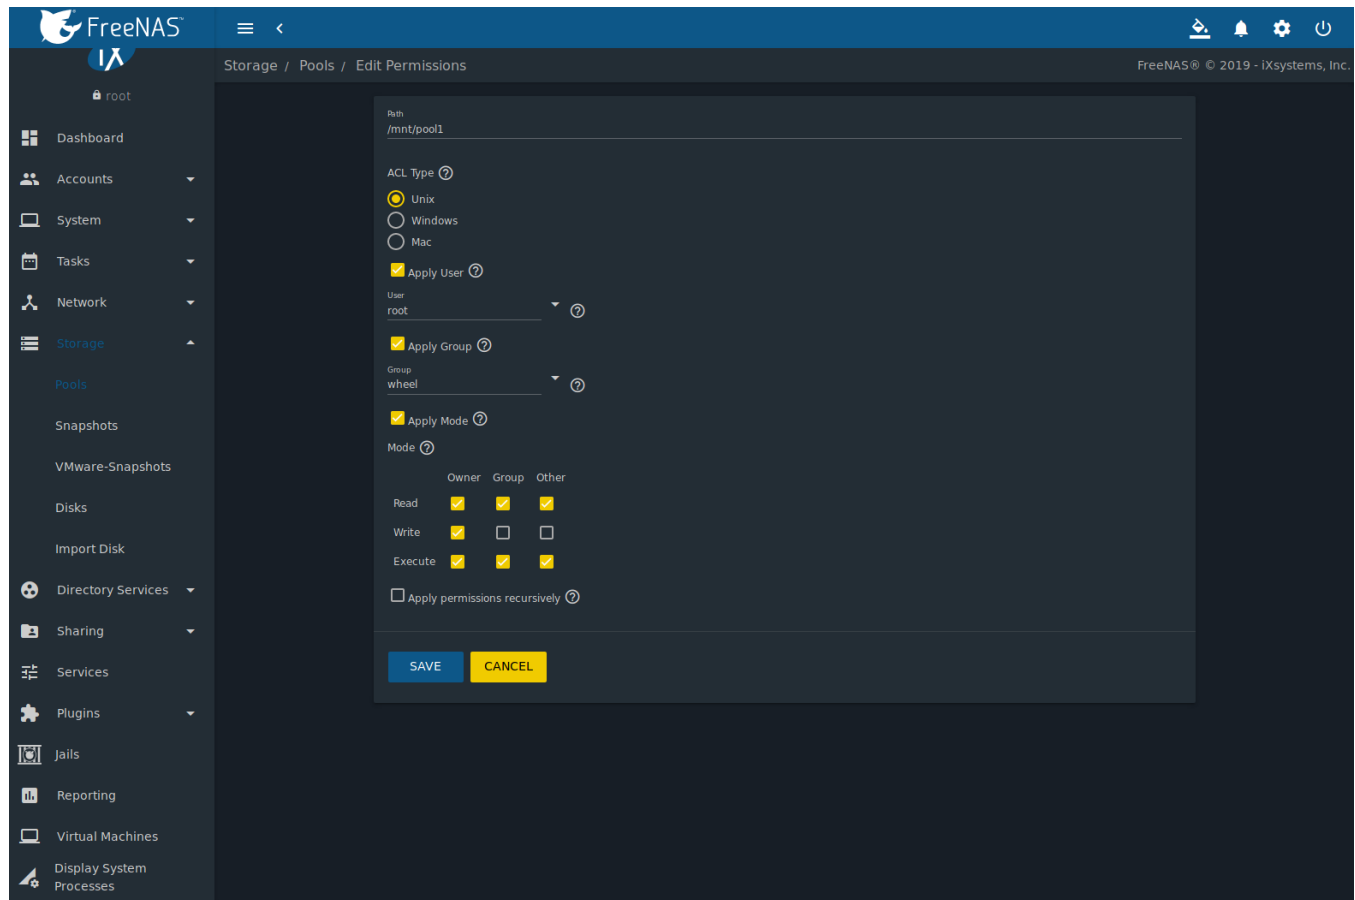 FreeNAS™
Storage / Pools / Edit Permissions
FreeNAS® © 2019 - iXsystems, Inc.
iX
root
Dashboard
Accounts
System
Tasks
Network
Storage
Pools
Snapshots
VMware-Snapshots
Disks
Import Disk
Directory Services
Sharing
Services
Plugins
Jails
Reporting
Virtual Machines
Display System
Processes
Path
/mnt/pool1
ACL Type
Unix
Windows
Mac
Apply User
User
root
Apply Group
Group
wheel
Apply Mode
Mode
Owner Group Other
Read
Write
Execute
Apply permissions recursively
SAVE CANCEL